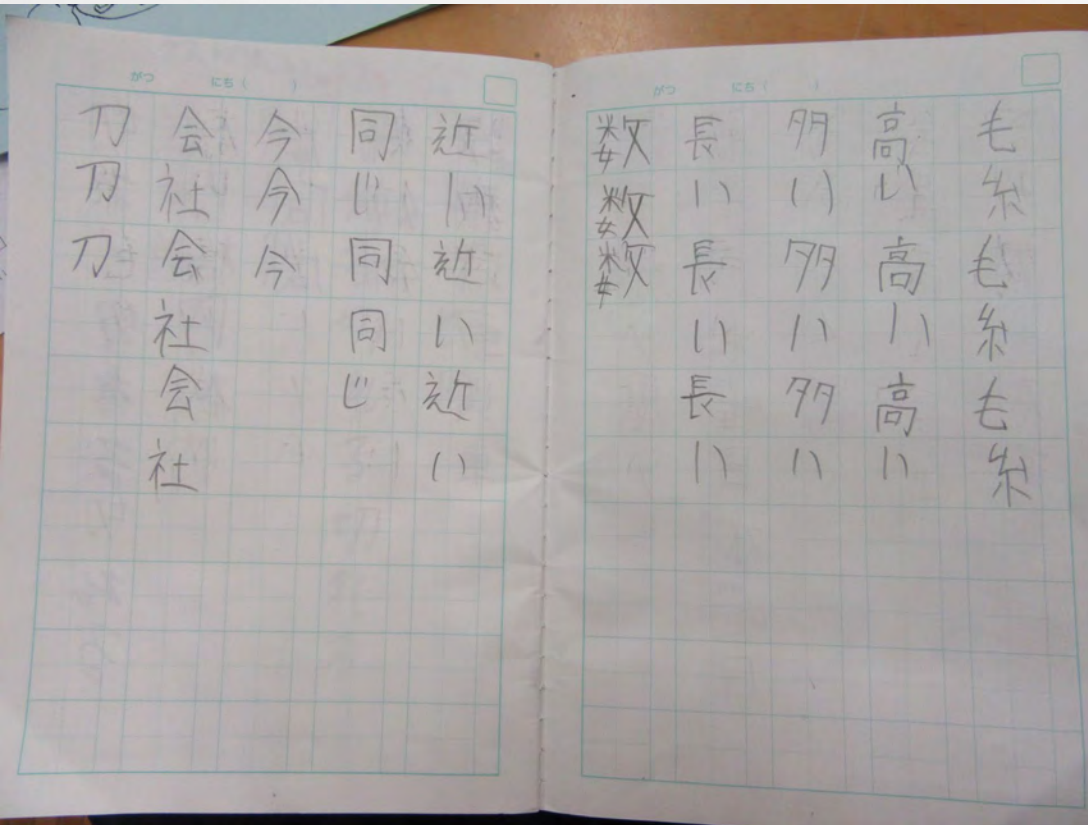 がつ にち ( )
毛糸毛糸毛糸
高い高い高い
多い多い多い
長い長い長い
数数数
がつ にち ( )
近い近い近い
同じ同同じ
今今今
会社会社会社
刀刀刀